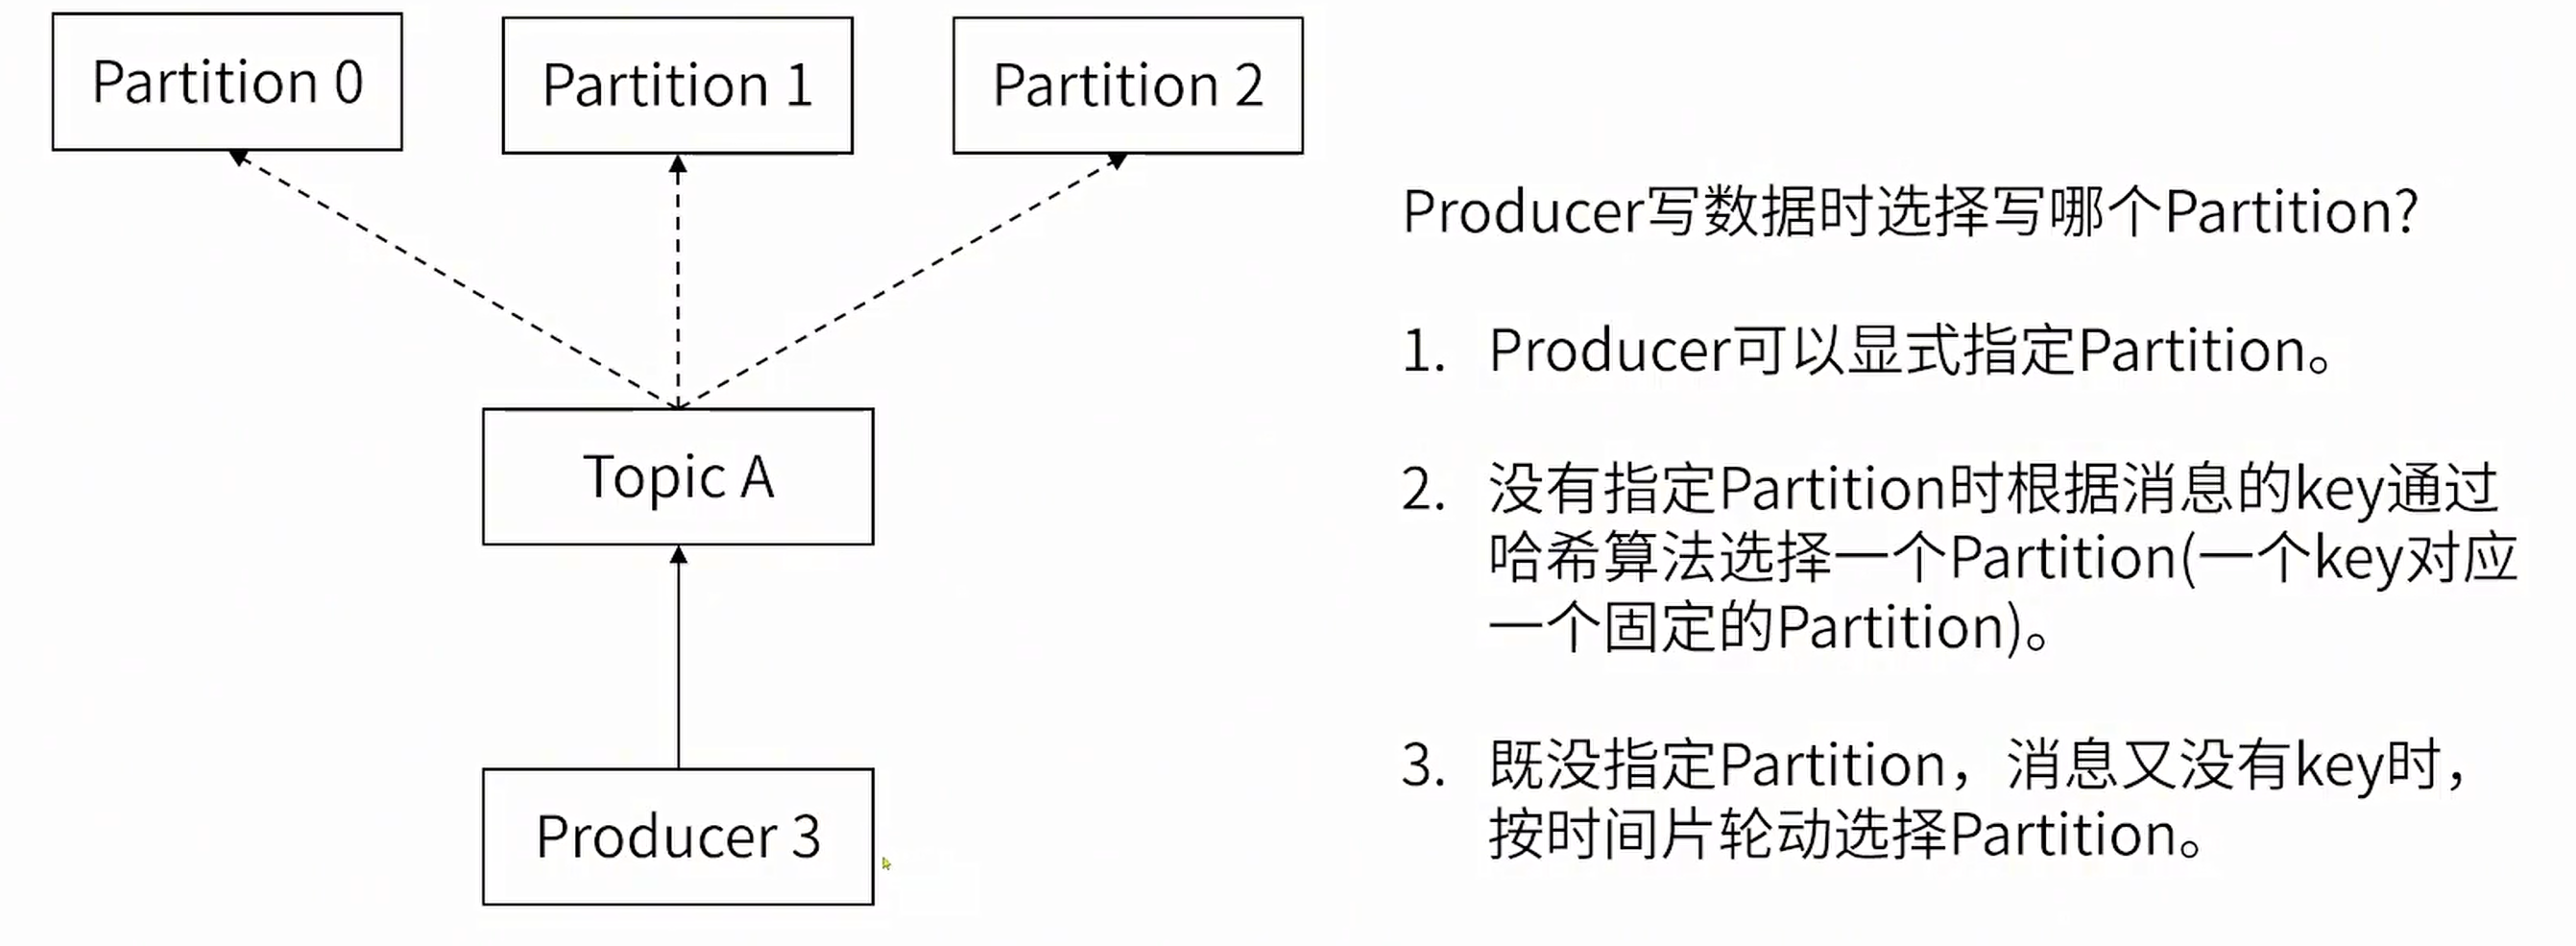 Partition 0
Partition 1
Partition 2
Topic A
Producer 3
Producer写数据时选择写哪个Partition?
1. Producer可以显式指定Partition。
2. 没有指定Partition时根据消息的key通过
哈希算法选择一个Partition(一个key对应
一个固定的Partition)。
3. 既没指定Partition，消息又没有key时，
按时间片轮动选择Partition。